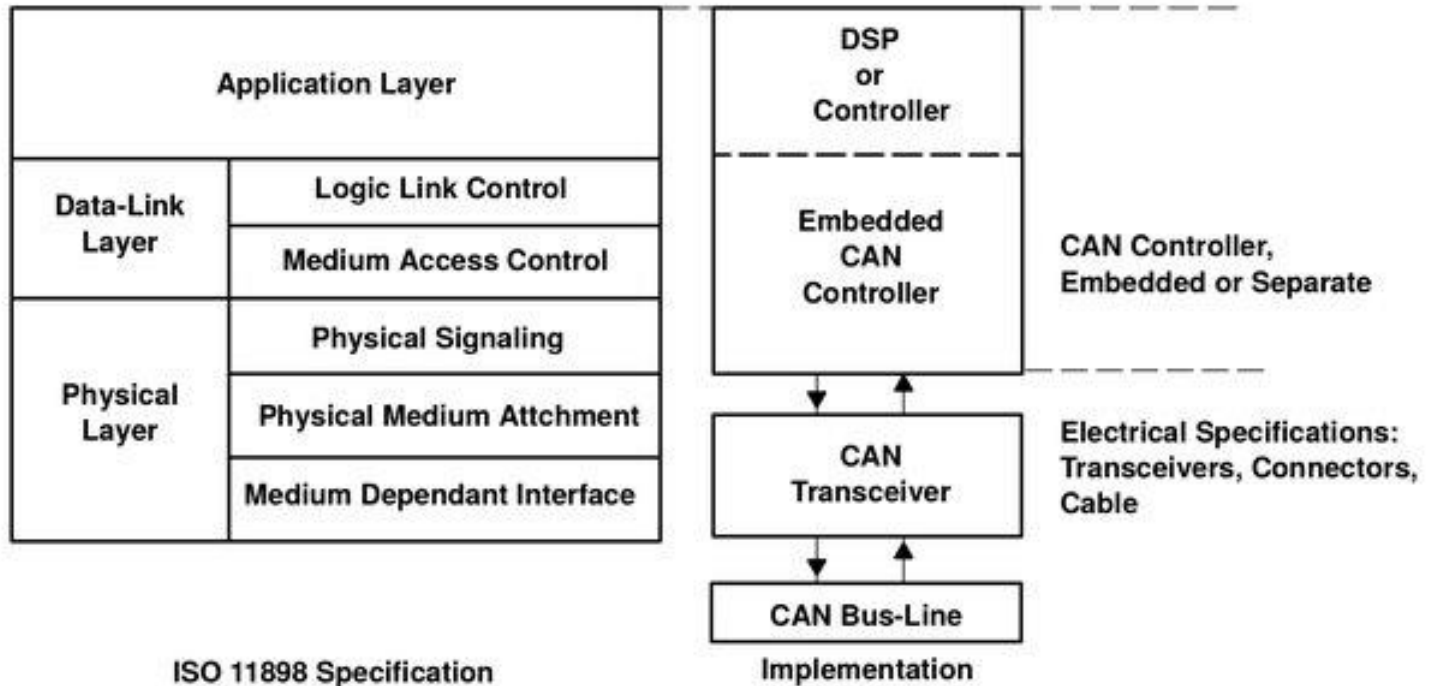 Application Layer
Data-Link
Layer
Logic Link Control
Medium Access Control
Physical
Layer
Physical Signaling
Physical Medium Attchment
Medium Dependant Interface
ISO 11898 Specification
DSP
or
Controller
Embedded
CAN
Controller
CAN
Transceiver
CAN Bus-Line
Implementation
CAN Controller,
Embedded or Separate
Electrical Specifications:
Transceivers, Connectors,
Cable